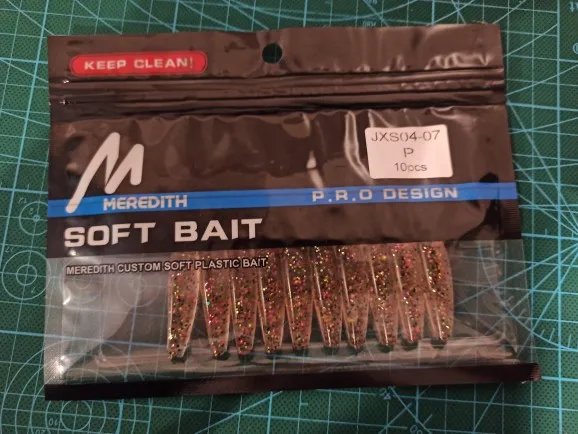 KEEP CLEAN!
JXS04-07
P
10pcs
M
MEREDITH
P.R.O DESIGN
SOFT BAIT
MEREDITH CUSTOM SOFT PLASTIC BAIT